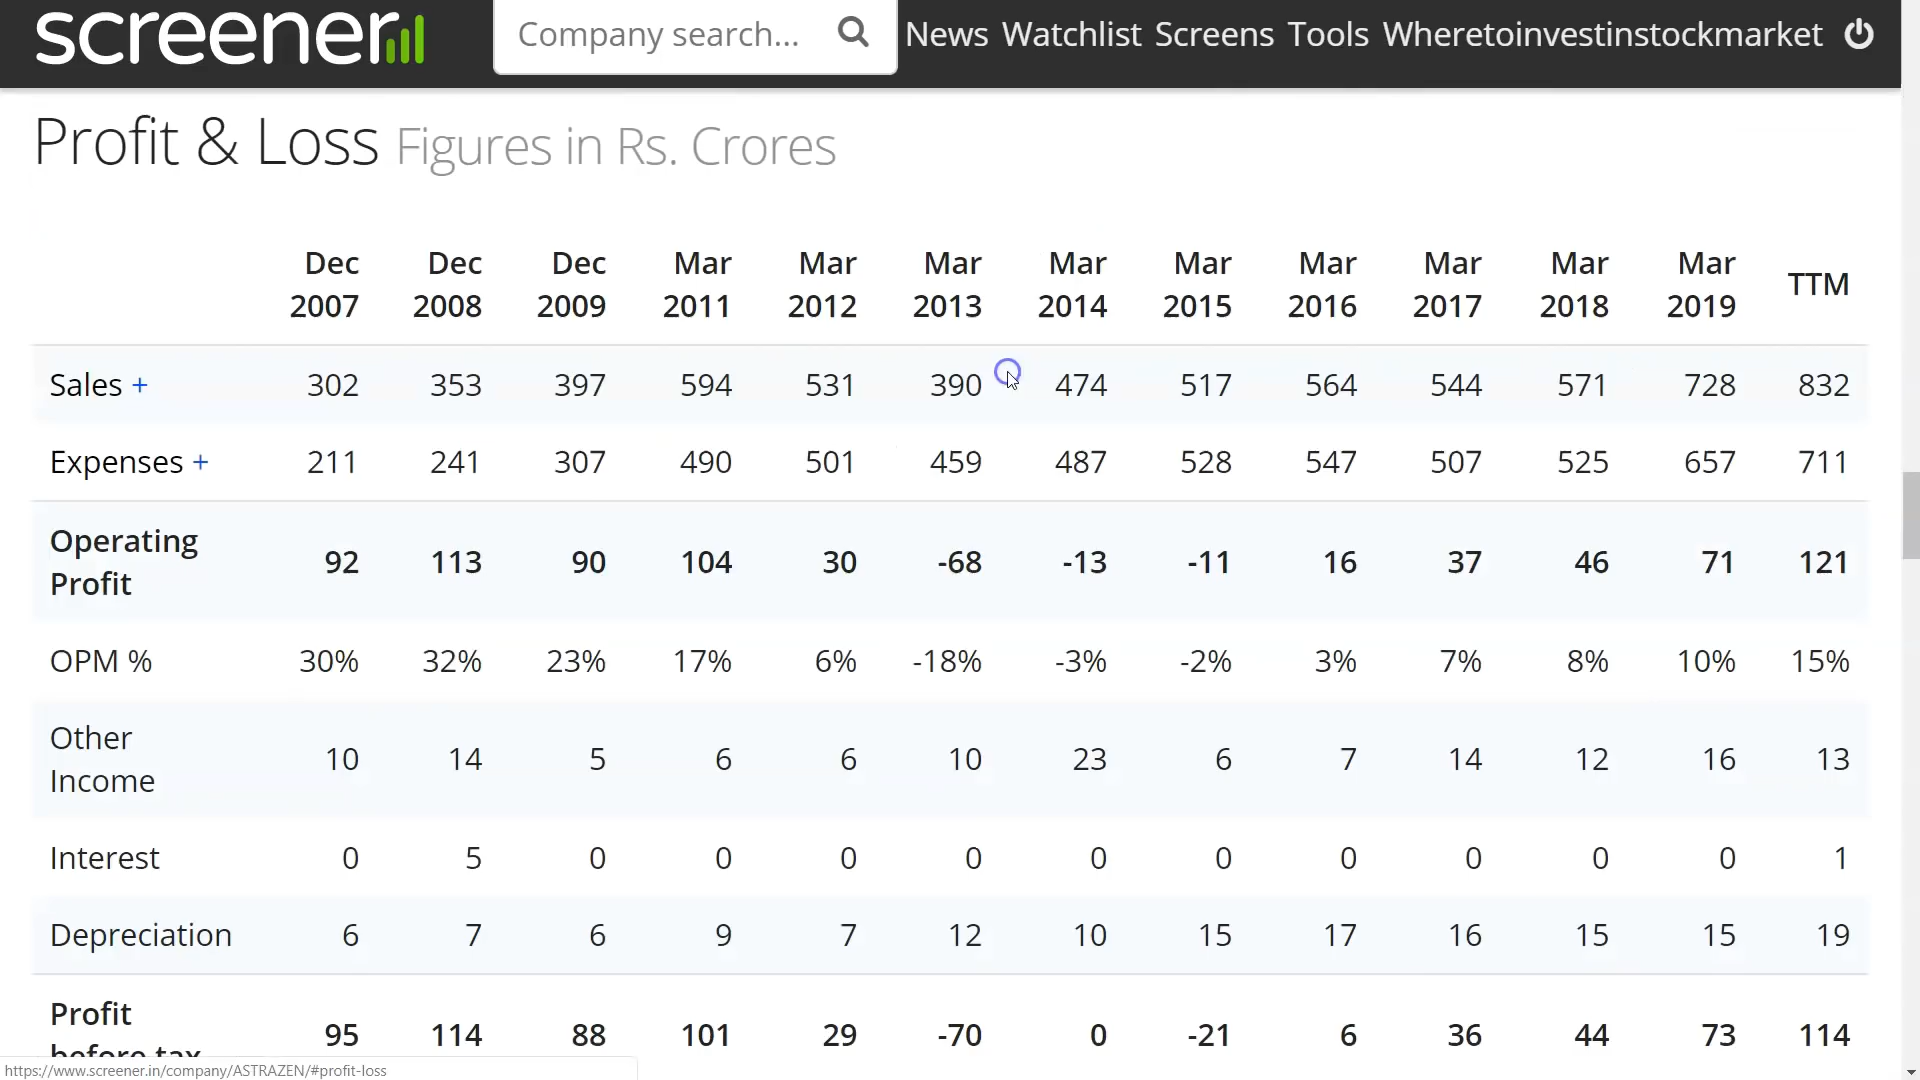 screener
Company search...
News Watchlist Screens Tools Wheretoinvestinstockmarket
Profit & Loss Figures in Rs. Crores
Dec 2007 Dec 2008 Dec 2009 Mar 2011 Mar 2012 Mar 2013 Mar 2014 Mar 2015 Mar 2016 Mar 2017 Mar 2018 Mar 2019 TTM
Sales + 302 353 397 594 531 390 474 517 564 544 571 728 832
Expenses + 211 241 307 490 501 459 487 528 547 507 525 657 711
Operating Profit 92 113 90 104 30 -68 -13 -11 16 37 46 71 121
OPM % 30% 32% 23% 17% 6% -18% -3% -2% 3% 7% 8% 10% 15%
Other Income 10 14 5 6 6 10 23 6 7 14 12 16 13
Interest 0 5 0 0 0 0 0 0 0 0 0 0 1
Depreciation 6 7 6 9 7 12 10 15 17 16 15 15 19
Profit before tax 95 114 88 101 29 -70 0 -21 6 36 44 73 114
https://www.screener.in/company/ASTRAZEN/#profit-loss